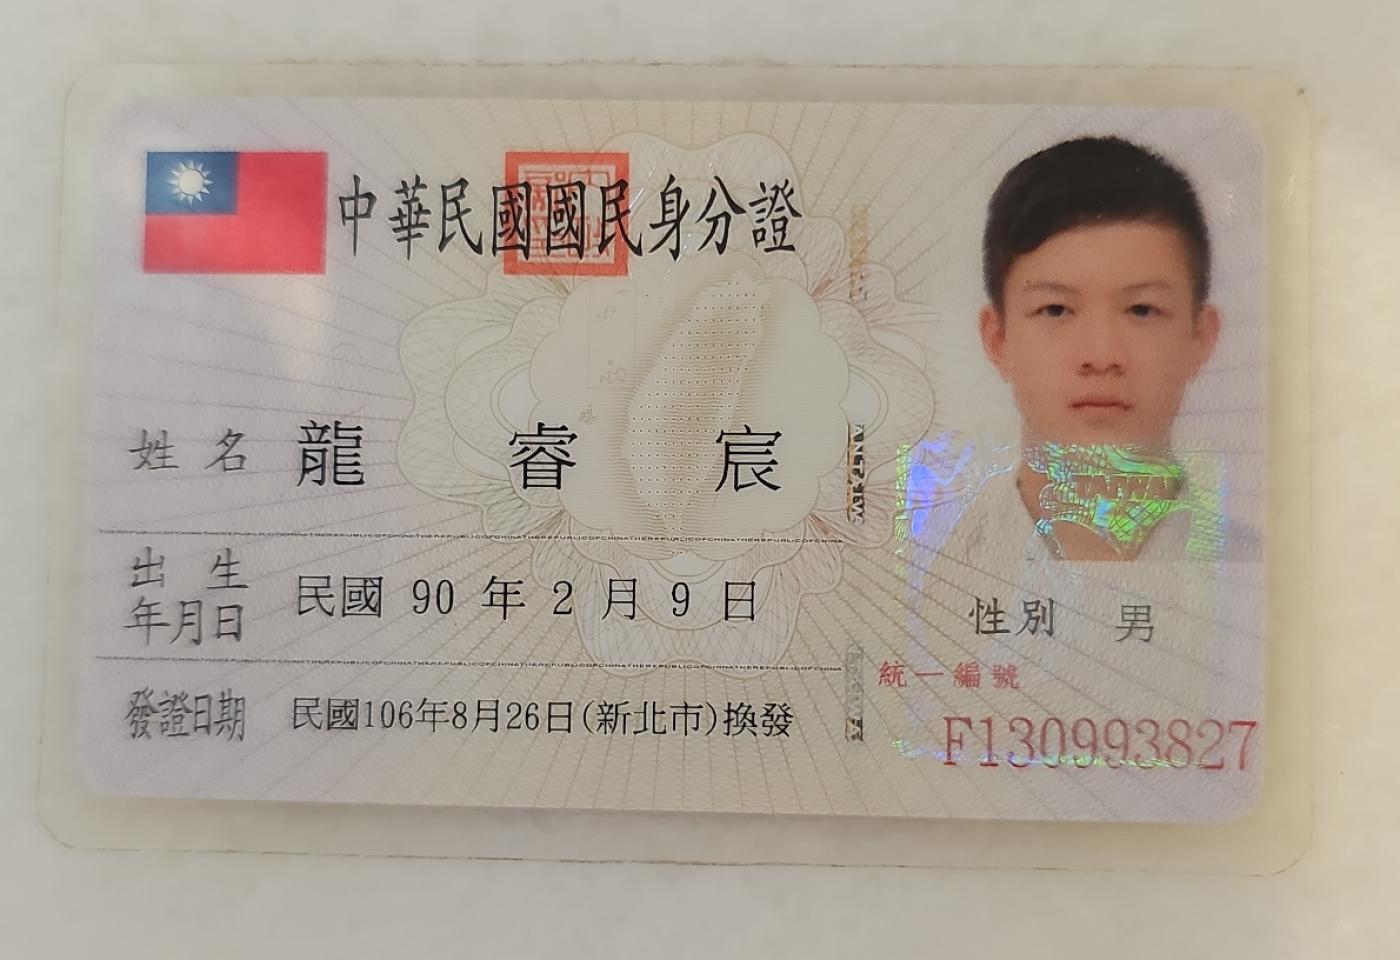 中華民國國民身分證
姓名 龍睿宸
出生年月日 民國 90 年 2 月 9 日
性別 男
發證日期 民國106年8月26日(新北市)換發
統一編號
F130993827
TAIWAN